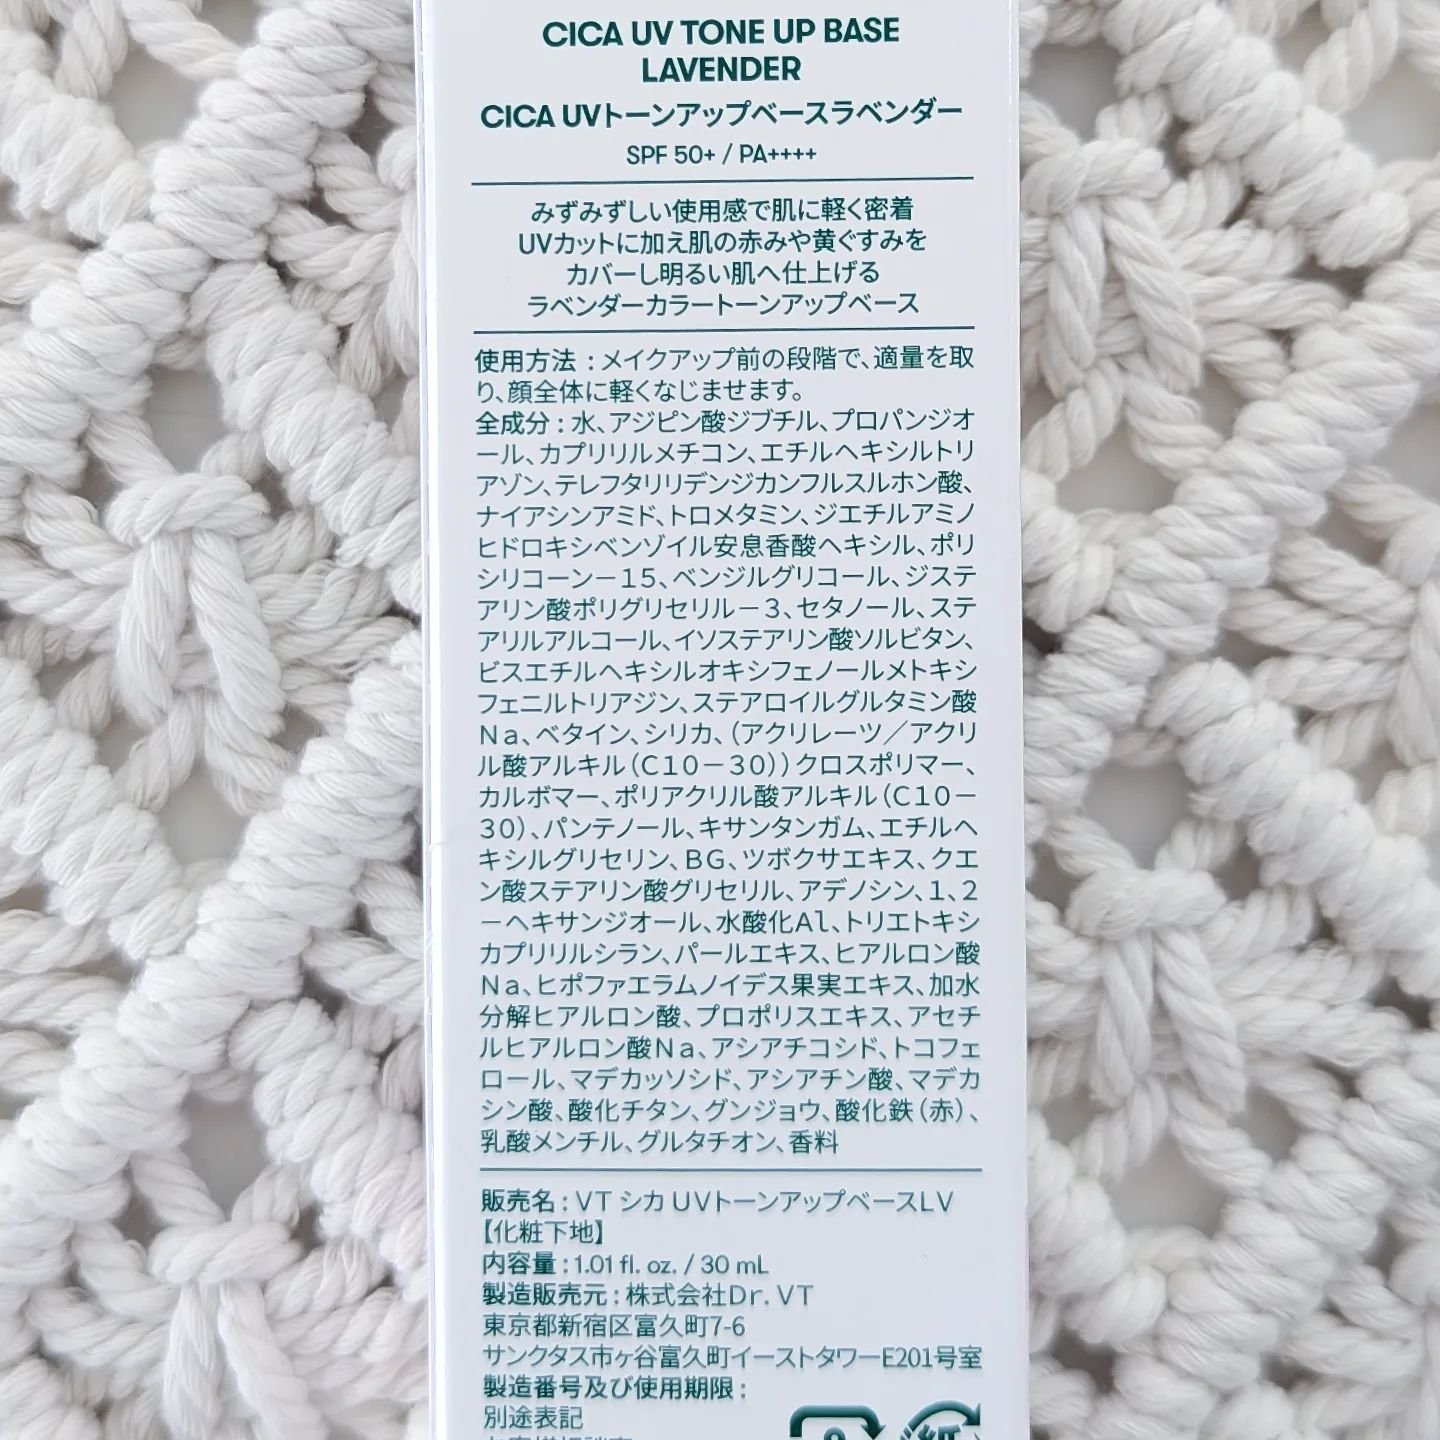 CICA UV TONE UP BASE
LAVENDER
CICA UVトーンアップベースラベンダー
SPF 50+ / PA++++
みずみずしい使用感で肌に軽く密着
UVカットに加え肌の赤みや黄ぐすみを
カバーし明るい肌へ仕上げる
ラベンダーカラートーンアップベース
使用方法：メイクアップ前の段階で、適量を取
り、顔全体に軽くなじませます。
全成分：水、アジピン酸ジブチル、プロパンジオ
ール、カプリリルメチコン、エチルヘキシルトリ
アゾン、テレフタリリデンジカンフルスルホン酸、
ナイアシンアミド、トロメタミン、ジエチルアミノ
ヒドロキシベンゾイル安息香酸ヘキシル、ポリ
シリコーン－１５、ベンジルグリコール、ジステ
アリン酸ポリグリセリル－３、セタノール、ステ
アリルアルコール、イソステアリン酸ソルビタン、
ビスエチルヘキシルオキシフェノールメトキシ
フェニルトリアジン、ステアロイルグルタミン酸
Ｎａ、ベタイン、シリカ、（アクリレーツ／アクリ
ル酸アルキル（Ｃ１０－３０））クロスポリマー、
カルボマー、ポリアクリル酸アルキル（Ｃ１０－
３０）、パンテノール、キサンタンガム、エチルヘ
キシルグリセリン、ＢＧ、ツボクサエキス、クエ
ン酸ステアリン酸グリセリル、アデノシン、１、２
－ヘキサンジオール、水酸化Ａｌ、トリエトキシ
カプリリルシラン、パールエキス、ヒアルロン酸
Ｎａ、ヒポファエラムノイデス果実エキス、加水
分解ヒアルロン酸、プロポリスエキス、アセチ
ルヒアルロン酸Ｎａ、アシアチコシド、トコフェ
ロール、マデカッソシド、アシアチン酸、マデカ
シン酸、酸化チタン、グンジョウ、酸化鉄（赤）、
乳酸メンチル、グルタチオン、香料
販売名：ＶＴ シカ ＵＶトーンアップベースＬＶ
【化粧下地】
内容量：1.01 fl. oz. / 30 mL
製造販売元：株式会社Ｄｒ．ＶＴ
東京都新宿区富久町7-6
サンクタス市ヶ谷富久町イーストタワーE201号室
製造番号及び使用期限：
別途表記